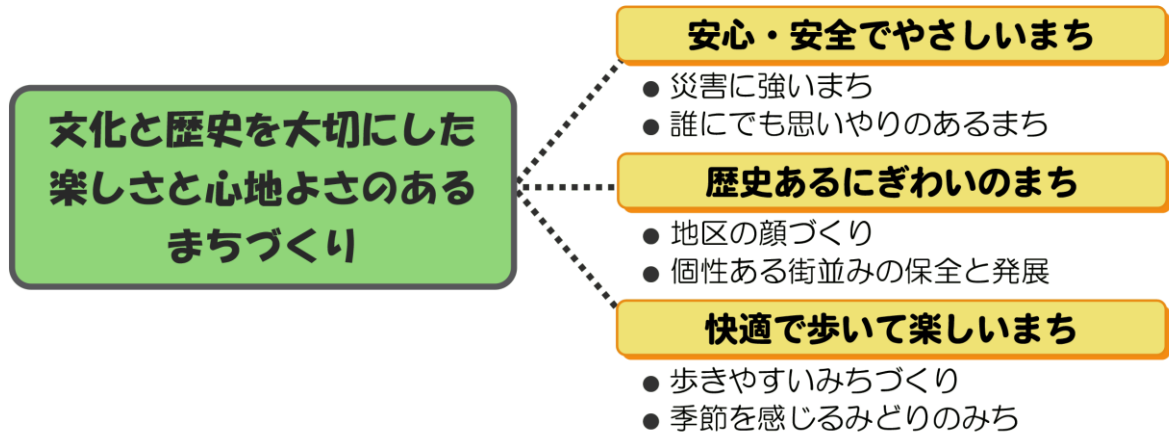 文化と歴史を大切にした
楽しさと心地よさのある
まちづくり
安心・安全でやさしいまち
● 災害に強いまち
● 誰にでも思いやりのあるまち
歴史あるにぎわいのまち
● 地区の顔づくり
● 個性ある街並みの保全と発展
快適で歩いて楽しいまち
● 歩きやすいみちづくり
● 季節を感じるみどりのみち